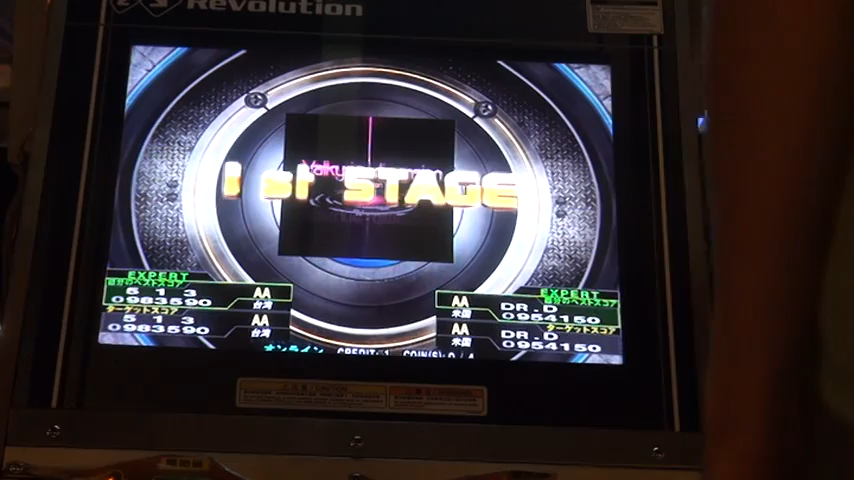 Revolution
Valkyrie dimension
1st STAGE
EXPERT
自分のベストスコア
5 1 3
AA
0983590
台湾
ターゲットスコア
5 1 3
AA
0983590
台湾
EXPERT
自分のベストスコア
AA
DR.D
米国
0954150
ターゲットスコア
AA
DR.D
米国
0954150
オンライン
CREDIT: 1
COIN(S): 0 / 4